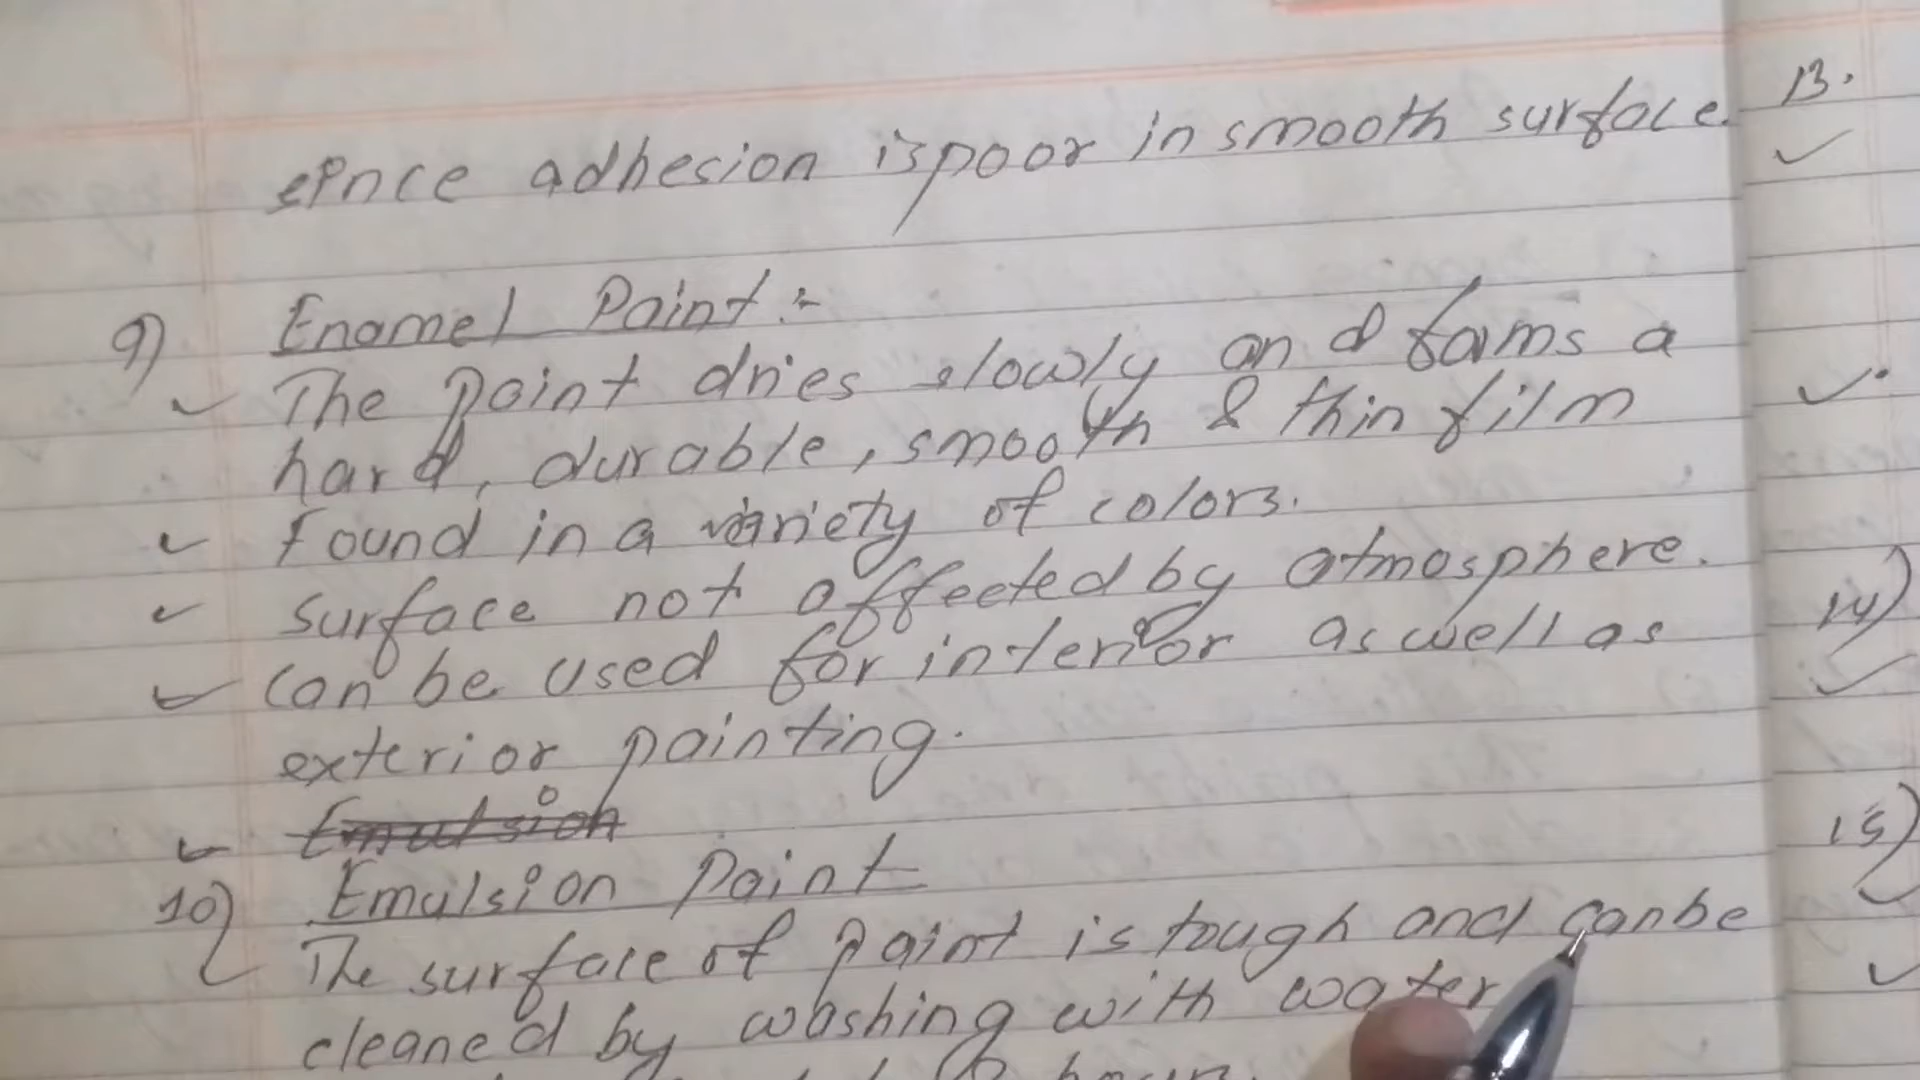 since adhesion is poor in smooth surface.
9) Enamel Paint :-
✓ The paint dries slowly and forms a
hard, durable, smooth & thin film
✓ Found in a variety of colors.
✓ surface not affected by atmosphere.
✓ can be used for interior as well as
exterior painting.
✓ Emulsion
10) Emulsion Paint
✓ The surface of paint is tough and can be
cleaned by washing with water
hour.
13.
✓
✓
14)
✓
15)
✓